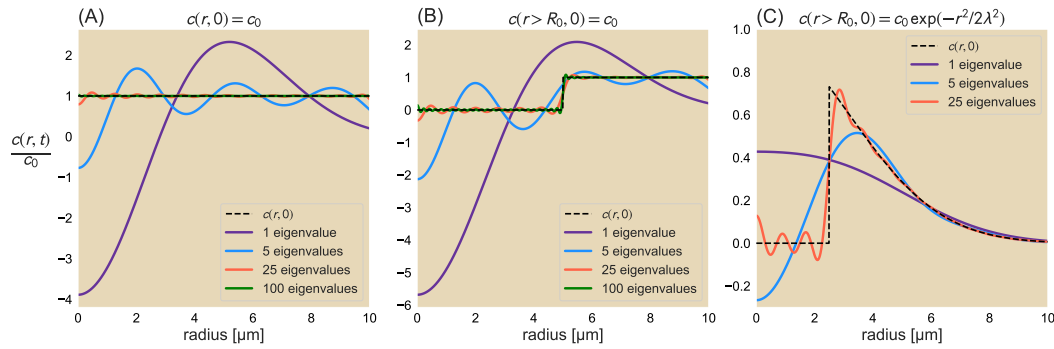 (A)
c(r, 0) = c₀
2
1
0
−1
−2
−3
−4
c(r, t)
c₀
0
2
4
6
8
10
radius [µm]
c(r, 0)
1 eigenvalue
5 eigenvalues
25 eigenvalues
100 eigenvalues
(B)
c(r > R₀, 0) = c₀
2
1
0
−1
−2
−3
−4
−5
−6
0
2
4
6
8
10
radius [µm]
c(r, 0)
1 eigenvalue
5 eigenvalues
25 eigenvalues
100 eigenvalues
(C)
c(r > R₀, 0) = c₀ exp(−r²/2λ²)
1.0
0.8
0.6
0.4
0.2
0.0
−0.2
0
2
4
6
8
10
radius [µm]
c(r, 0)
1 eigenvalue
5 eigenvalues
25 eigenvalues